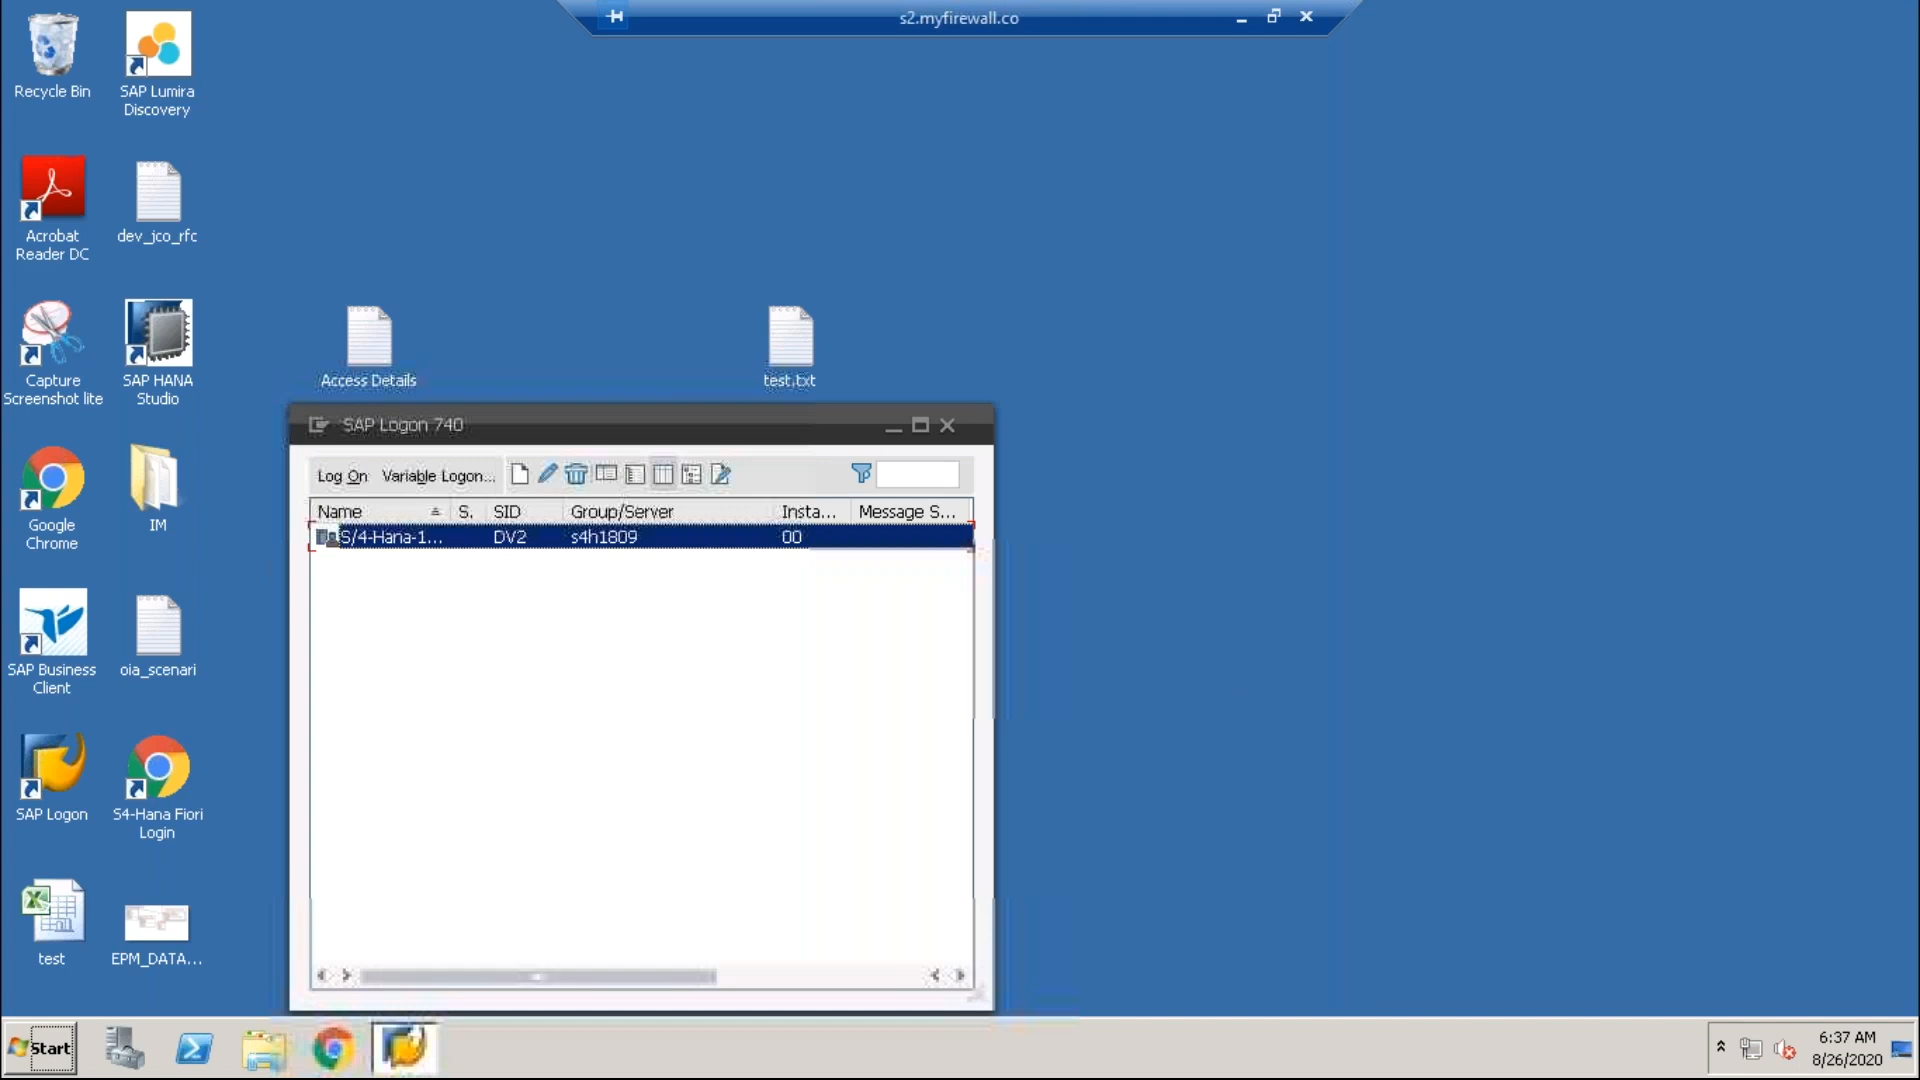 s2.myfirewall.co
Recycle Bin
SAP Lumira
Discovery
Acrobat
Reader DC
dev_jco_rfc
Capture
Screenshot lite
SAP HANA
Studio
Access Details
test.txt
SAP Logon 740
Log On Variable Logon...
Name S. SID Group/Server Insta... Message S...
S/4-Hana-1... DV2 s4h1809 00
Google
Chrome
IM
SAP Business
Client
oia_scenari
SAP Logon
S4-Hana Fiori
Login
test
EPM_DATA...
Start
6:37 AM
8/26/2020